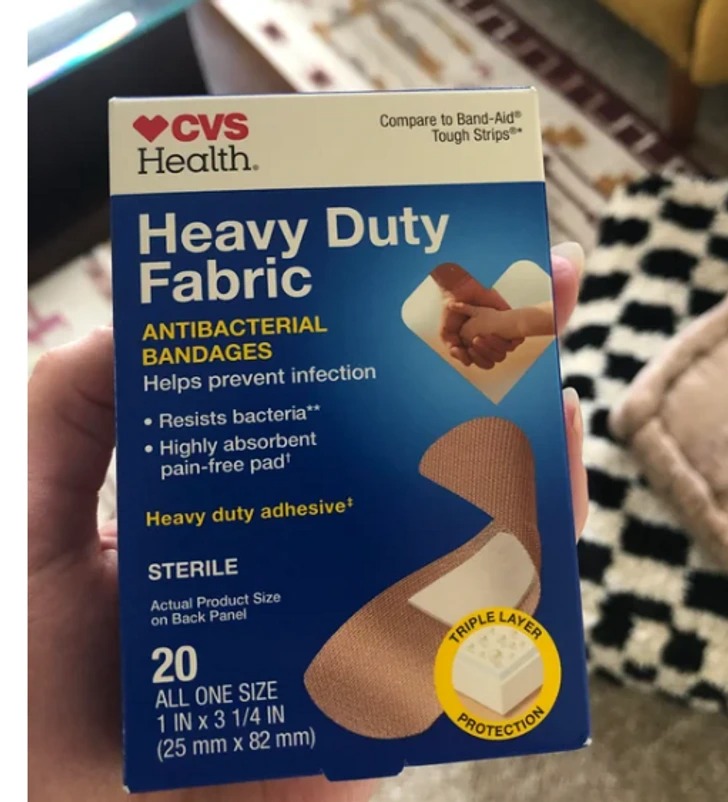 CVS
Health.
Compare to Band-Aid®
Tough Strips®*
Heavy Duty
Fabric
ANTIBACTERIAL
BANDAGES
Helps prevent infection
• Resists bacteria**
• Highly absorbent
pain-free pad†
Heavy duty adhesive‡
STERILE
Actual Product Size
on Back Panel
20
ALL ONE SIZE
1 IN x 3 1/4 IN
(25 mm x 82 mm)
TRIPLE LAYER
PROTECTION